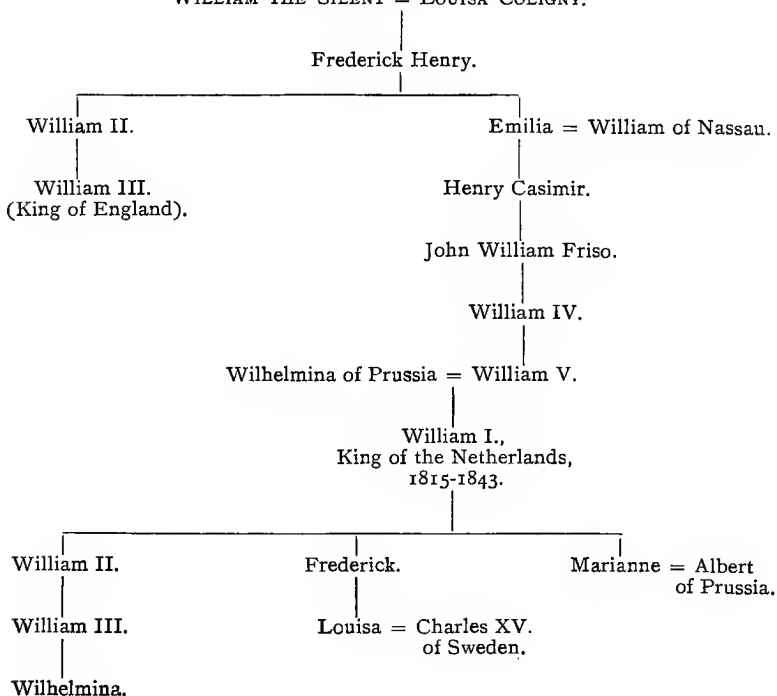 WILLIAM THE SILENT = LOUISA COLIGNY.
Frederick Henry.
William II. Emilia = William of Nassau.
William III. Henry Casimir.
(King of England).
John William Friso.
William IV.
Wilhelmina of Prussia = William V.
William I.,
King of the Netherlands,
1815-1843.
William II. Frederick. Marianne = Albert
of Prussia.
William III. Louisa = Charles XV.
of Sweden.
Wilhelmina.